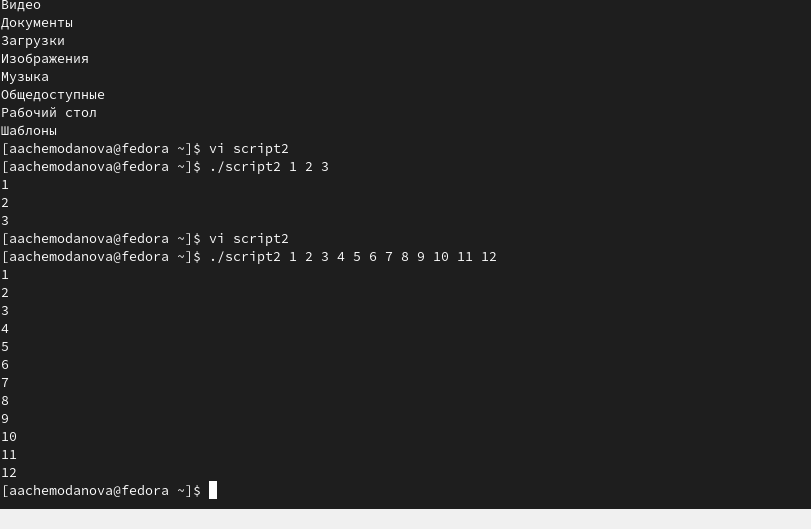 Видео
Документы
Загрузки
Изображения
Музыка
Общедоступные
Рабочий стол
Шаблоны
[aachemodanova@fedora ~]$ vi script2
[aachemodanova@fedora ~]$ ./script2 1 2 3
1
2
3
[aachemodanova@fedora ~]$ vi script2
[aachemodanova@fedora ~]$ ./script2 1 2 3 4 5 6 7 8 9 10 11 12
1
2
3
4
5
6
7
8
9
10
11
12
[aachemodanova@fedora ~]$